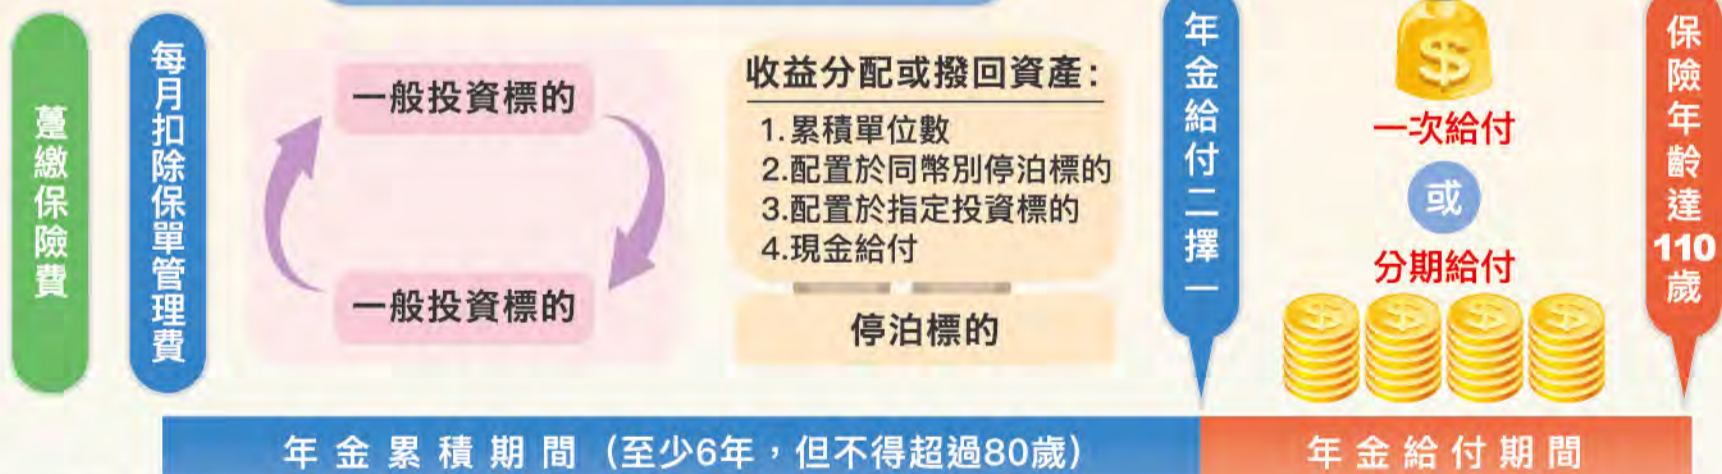 躉繳保險費
每月扣除保單管理費
一般投資標的
一般投資標的
收益分配或撥回資產：
1.累積單位數
2.配置於同幣別停泊標的
3.配置於指定投資標的
4.現金給付
停泊標的
年金給付二擇一
一次給付
或
分期給付
保險年齡達110歲
年金累積期間（至少6年，但不得超過80歲）
年金給付期間